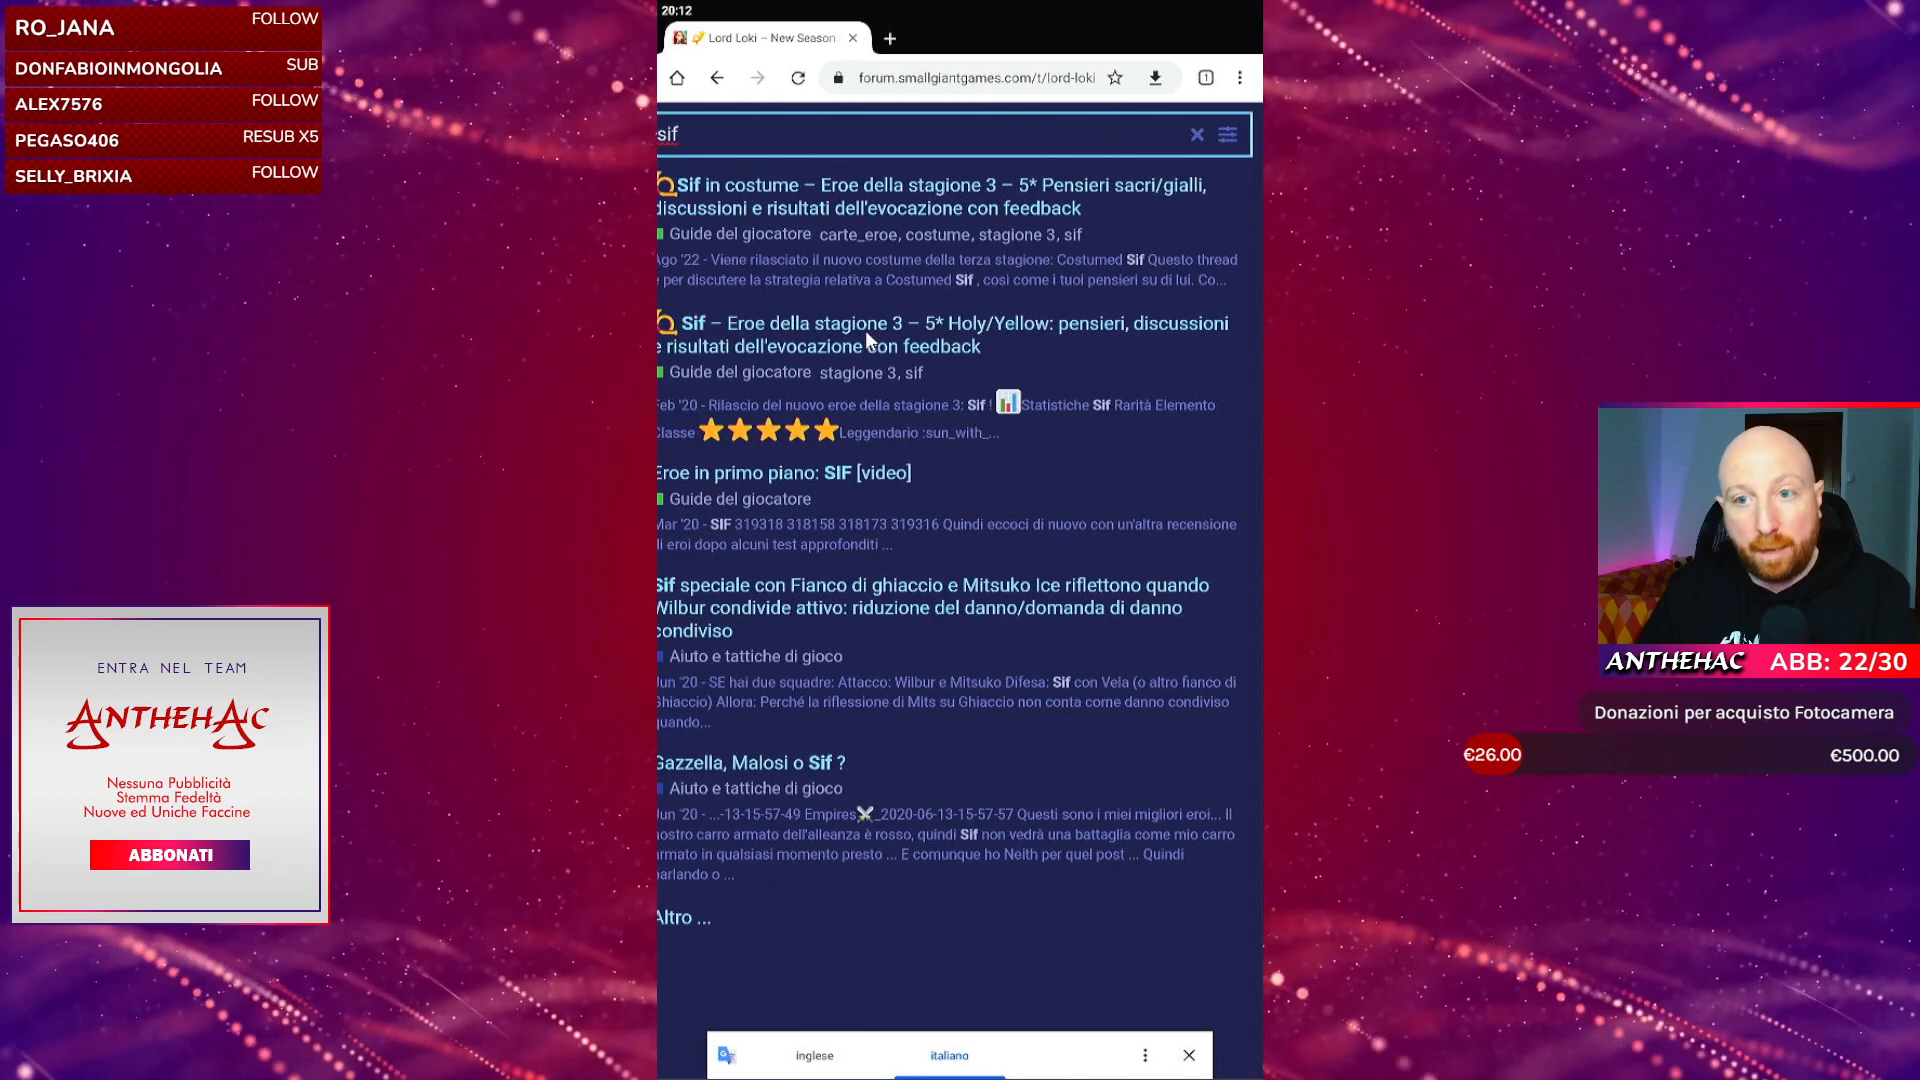 RO_JANA FOLLOW
DONFABIOINMONGOLIA SUB
ALEX7576 FOLLOW
PEGASO406 RESUB X5
SELLY_BRIXIA FOLLOW
ENTRA NEL TEAM
ANTHEHAC
Nessuna Pubblicità
Stemma Fedeltà
Nuove ed Uniche Faccine
ABBONATI
20:12
Lord Loki – New Season
forum.smallgiantgames.com/t/lord-loki
1
sif
Sif in costume – Eroe della stagione 3 – 5* Pensieri sacri/gialli,
discussioni e risultati dell'evocazione con feedback
Guide del giocatore carte_eroe, costume, stagione 3, sif
Ago '22 - Viene rilasciato il nuovo costume della terza stagione: Costumed Sif Questo thread
è per discutere la strategia relativa a Costumed Sif , così come i tuoi pensieri su di lui. Co...
Sif – Eroe della stagione 3 – 5* Holy/Yellow: pensieri, discussioni
e risultati dell'evocazione con feedback
Guide del giocatore stagione 3, sif
Feb '20 - Rilascio del nuovo eroe della stagione 3: Sif ! Statistiche Sif Rarità Elemento
Classe Leggendario :sun_with_...
Eroe in primo piano: SIF [video]
Guide del giocatore
Mar '20 - SIF 319318 318158 318173 319316 Quindi eccoci di nuovo con un'altra recensione
di eroi dopo alcuni test approfonditi ...
Sif speciale con Fianco di ghiaccio e Mitsuko Ice riflettono quando
Wilbur condivide attivo: riduzione del danno/domanda di danno
condiviso
Aiuto e tattiche di gioco
Jun '20 - SE hai due squadre: Attacco: Wilbur e Mitsuko Difesa: Sif con Vela (o altro fianco di
Ghiaccio) Allora: Perché la riflessione di Mits su Ghiaccio non conta come danno condiviso
quando...
Gazzella, Malosi o Sif ?
Aiuto e tattiche di gioco
Jun '20 - ...-13-15-57-49 Empires _2020-06-13-15-57-57 Questi sono i miei migliori eroi... Il
nostro carro armato dell'alleanza è rosso, quindi Sif non vedrà una battaglia come mio carro
armato in qualsiasi momento presto ... E comunque ho Neith per quel post ... Quindi
parlando o ...
Altro ...
inglese italiano
ANTHEHAC ABB: 22/30
Donazioni per acquisto Fotocamera
€26.00 €500.00